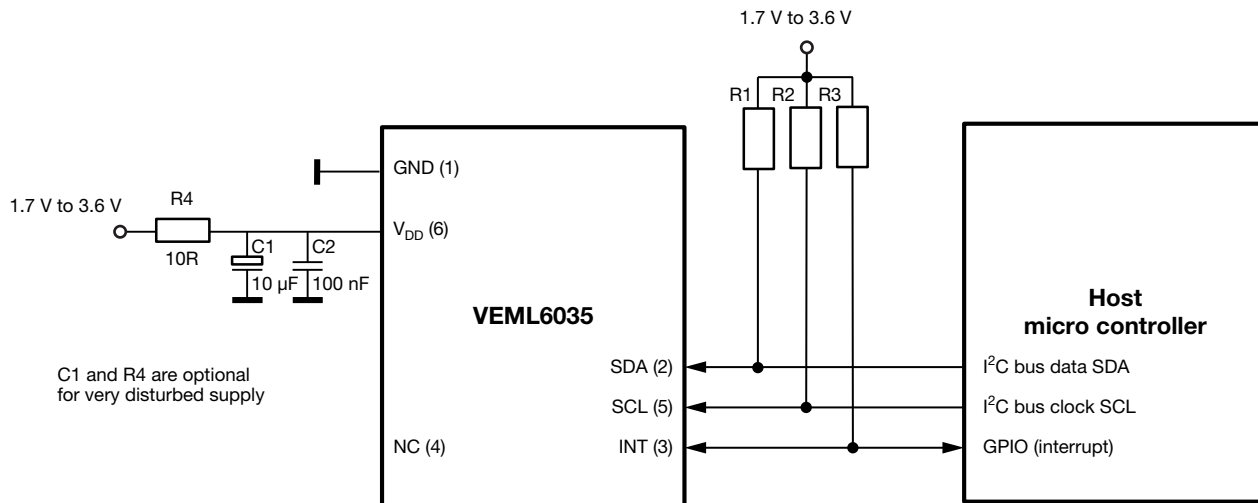 1.7 V to 3.6 V
R1
R2
R3
GND (1)
R4
1.7 V to 3.6 V
V_DD (6)
C1
C2
10R
10 µF
100 nF
VEML6035
Host
micro controller
C1 and R4 are optional
for very disturbed supply
SDA (2)
I²C bus data SDA
SCL (5)
I²C bus clock SCL
NC (4)
INT (3)
GPIO (interrupt)